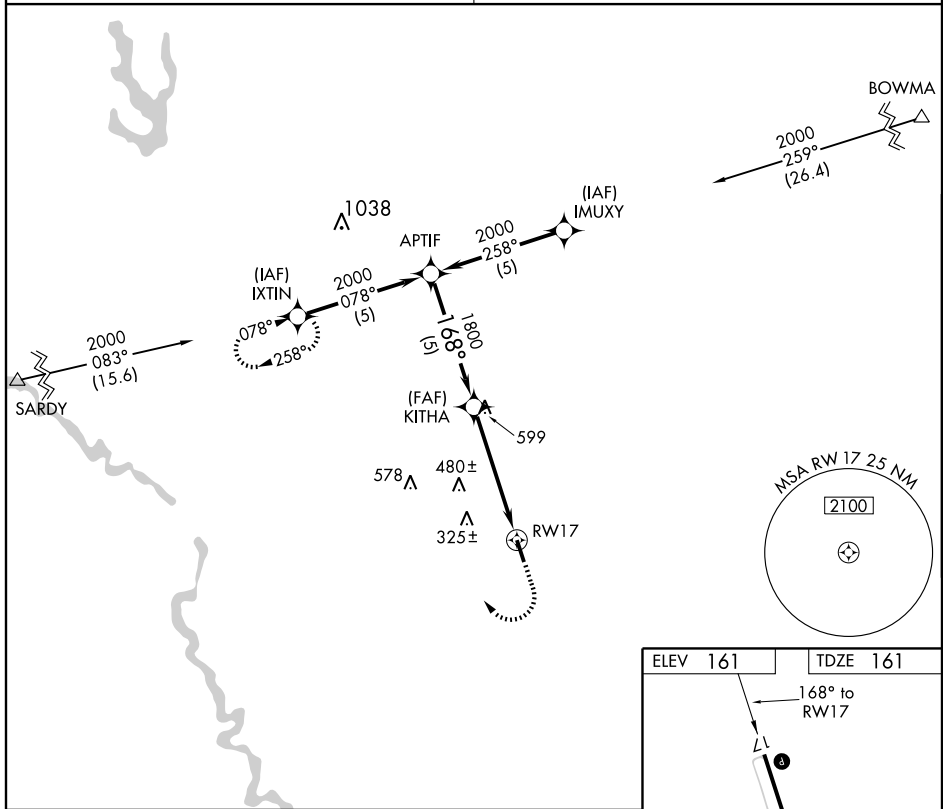 BOWMA
2000
259°
(26.4)
(IAF)
IMUXY
1038
APTIF
2000
258°
(5)
(IAF)
IXTIN
2000
078°
(5)
078°
258°
2000
083°
(15.6)
SARDY
1800
168°
(5)
(FAF)
KITHA
599
578
480±
325±
RW17
MSA RW 17 25 NM
2100
ELEV 161
TDZE 161
168° to
RW17
17
P